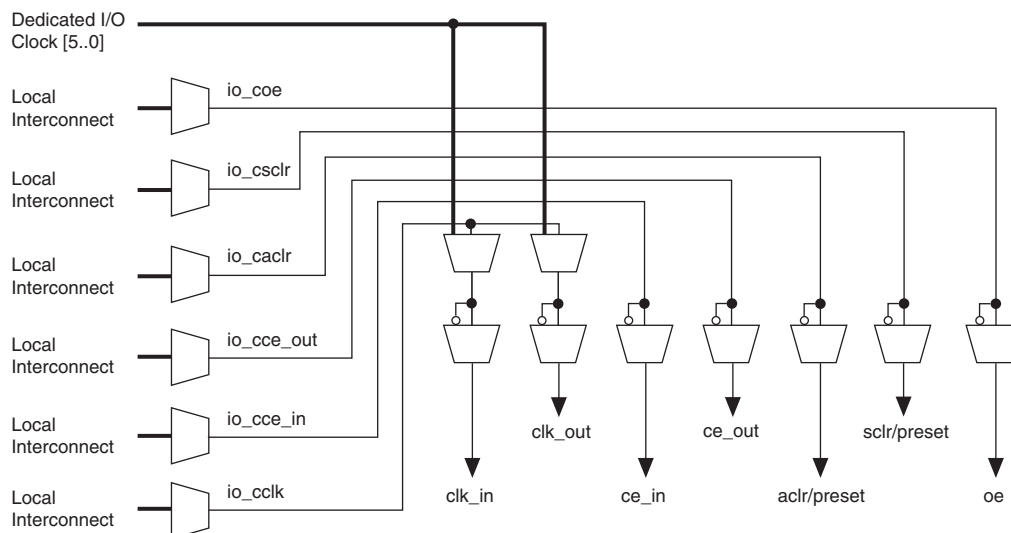 Dedicated I/O
Clock [5..0]
Local
Interconnect
io_coe
Local
Interconnect
io_csclr
Local
Interconnect
io_caclr
Local
Interconnect
io_cce_out
Local
Interconnect
io_cce_in
Local
Interconnect
io_cclk
clk_out
ce_out
sclr/preset
clk_in
ce_in
aclr/preset
oe